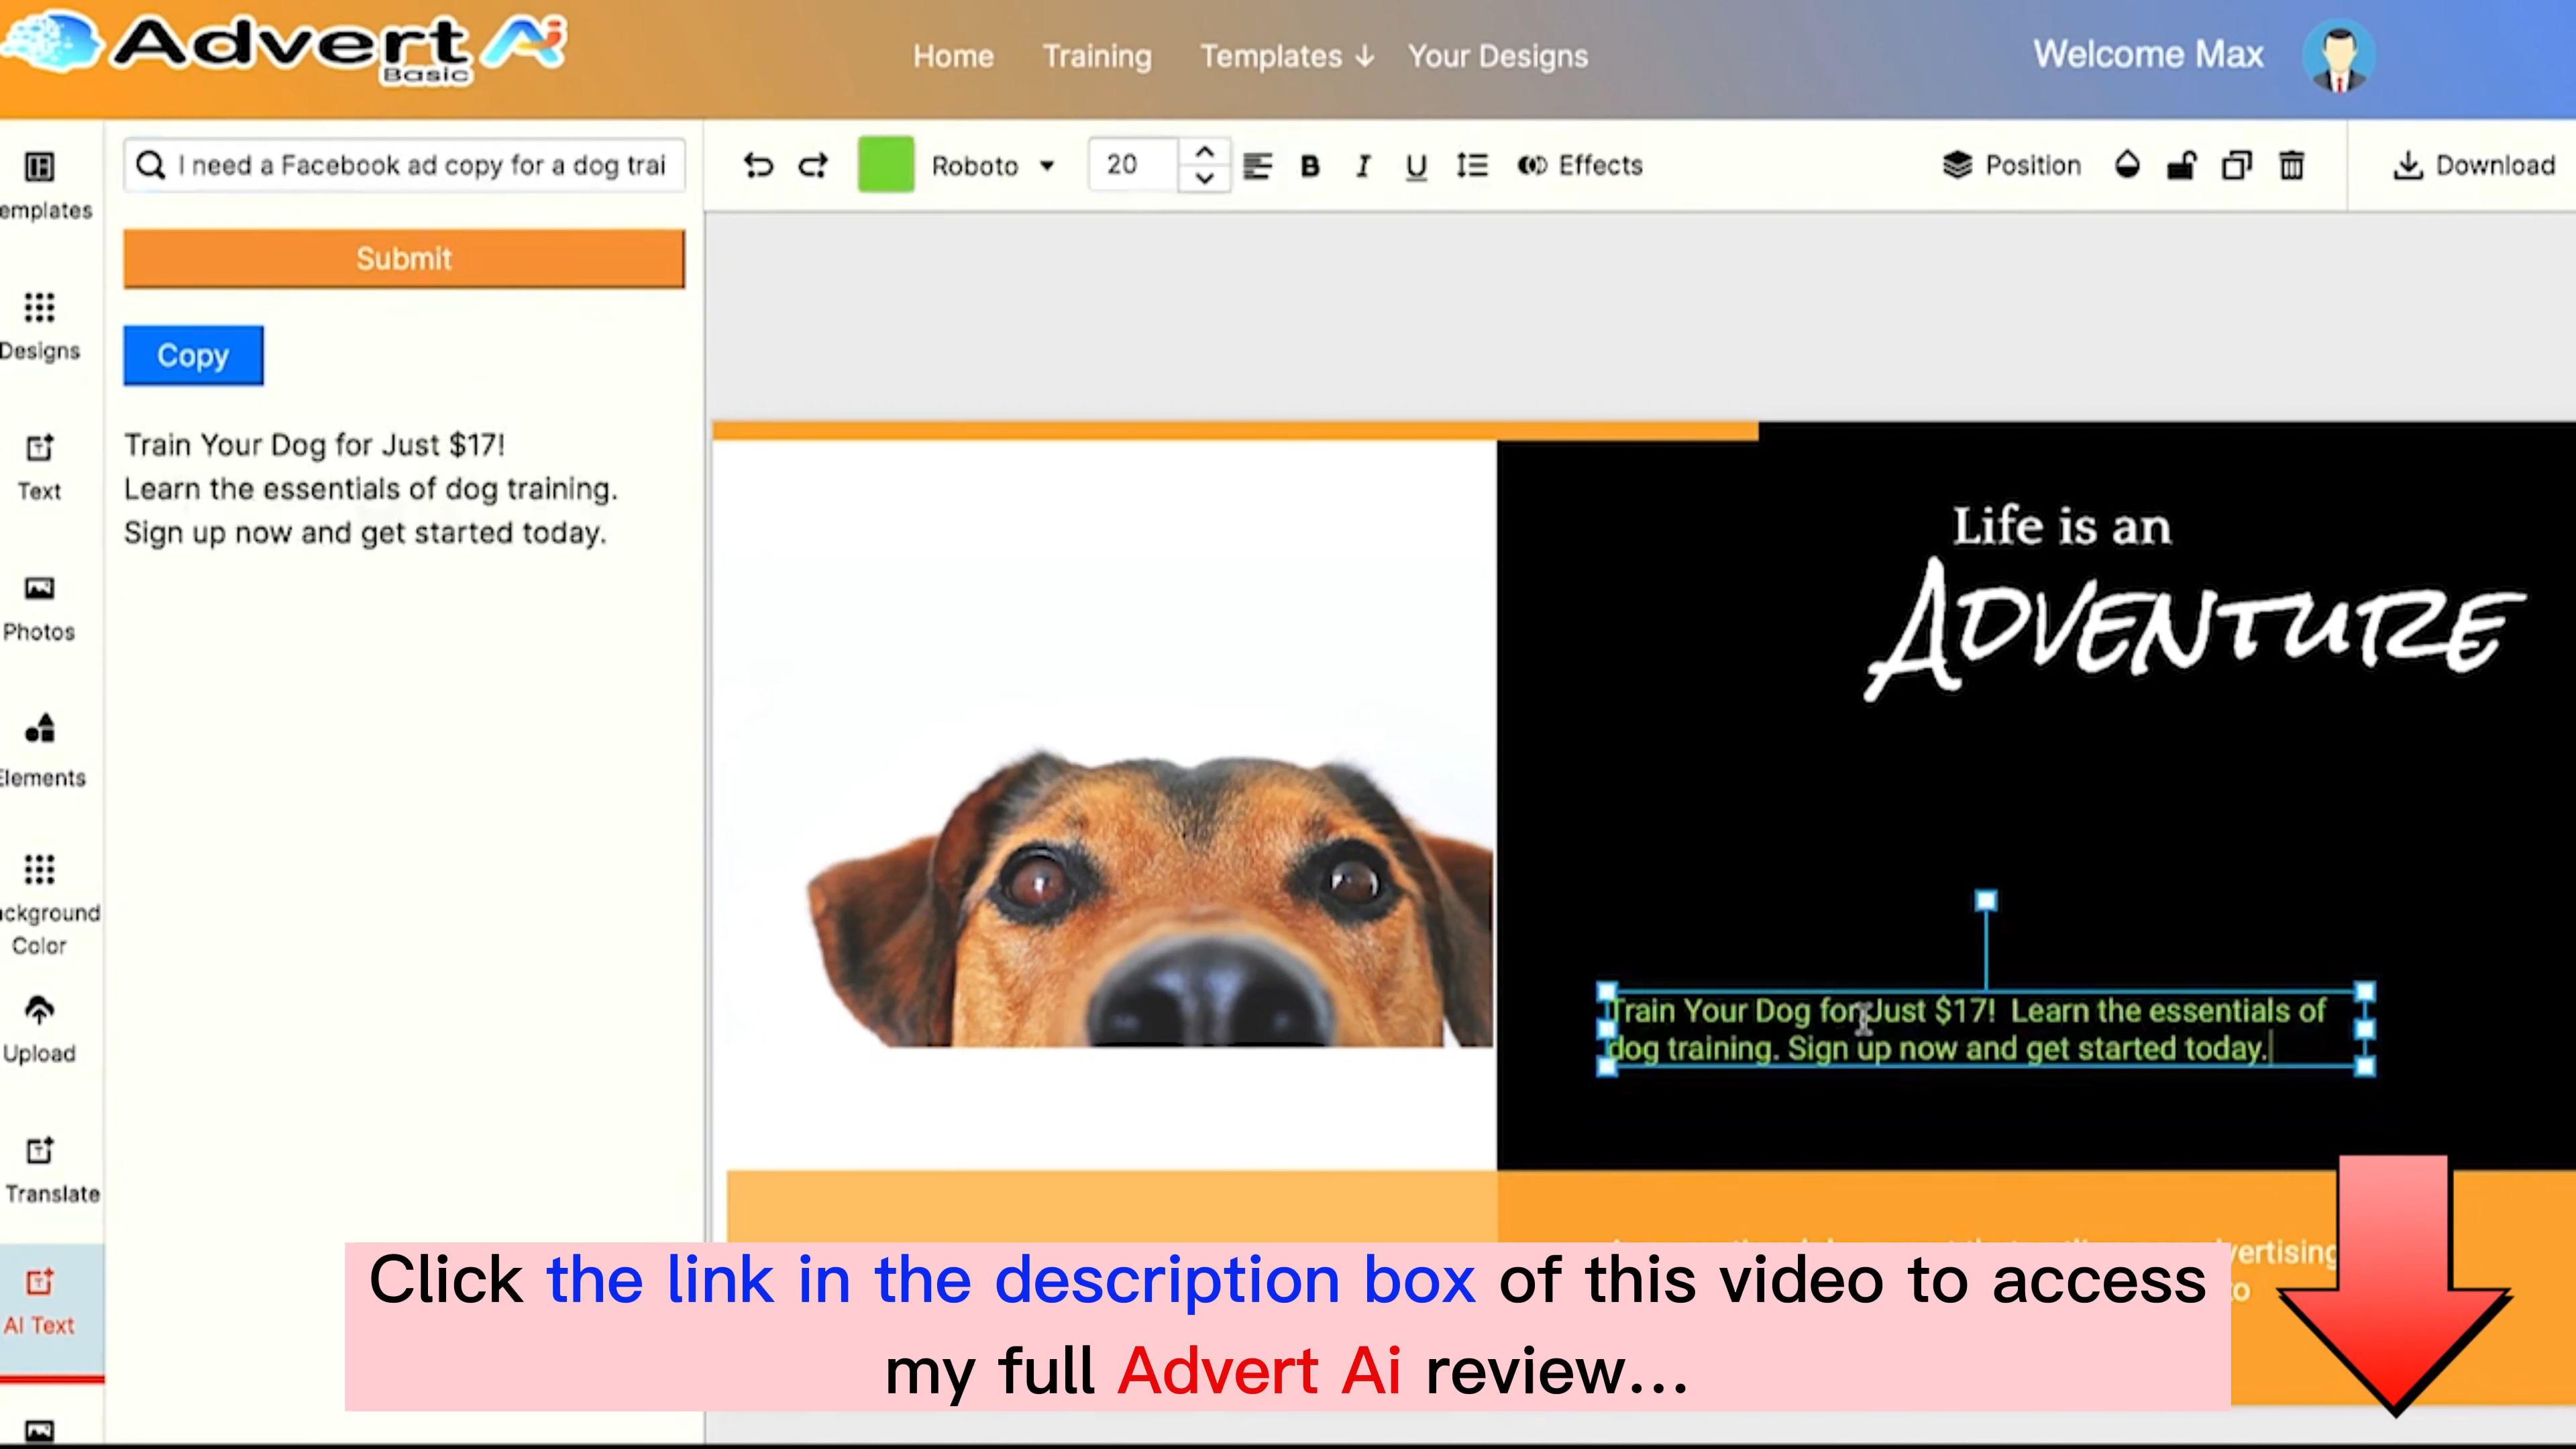 Advert Ai
Basic
Home Training Templates ↓ Your Designs
Welcome Max
I need a Facebook ad copy for a dog trai
Roboto 20 B I U Effects Position Download
emplates
Submit
Designs
Copy
Text
Train Your Dog for Just $17!
Learn the essentials of dog training.
Sign up now and get started today.
Photos
Elements
ackground
Color
Upload
Translate
AI Text
Life is an
ADVENTURE
Train Your Dog for Just $17! Learn the essentials of
dog training. Sign up now and get started today.
Click the link in the description box of this video to access
my full Advert Ai review...